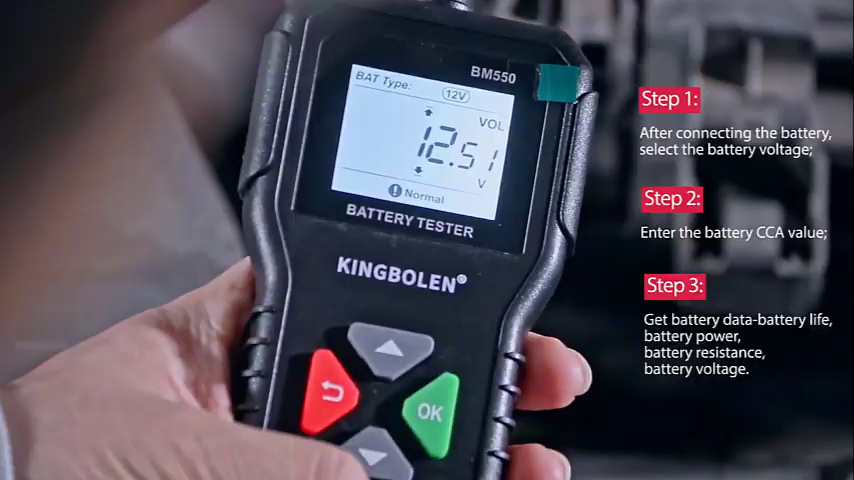 BM550
BAT Type:
12V
VOL
12.51
V
Normal
BATTERY TESTER
KINGBOLEN®
OK
Step 1:
After connecting the battery,
select the battery voltage;
Step 2:
Enter the battery CCA value;
Step 3:
Get battery data-battery life,
battery power,
battery resistance,
battery voltage.